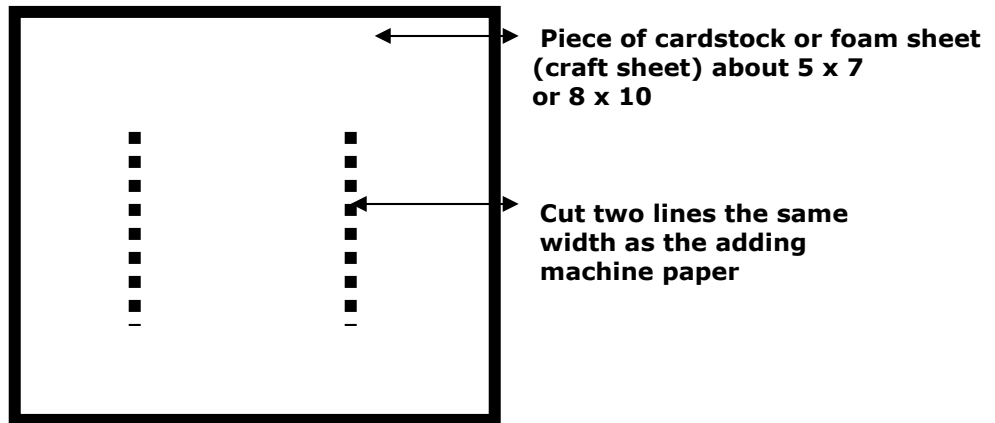 Piece of cardstock or foam sheet
(craft sheet) about 5 x 7
or 8 x 10
Cut two lines the same
width as the adding
machine paper